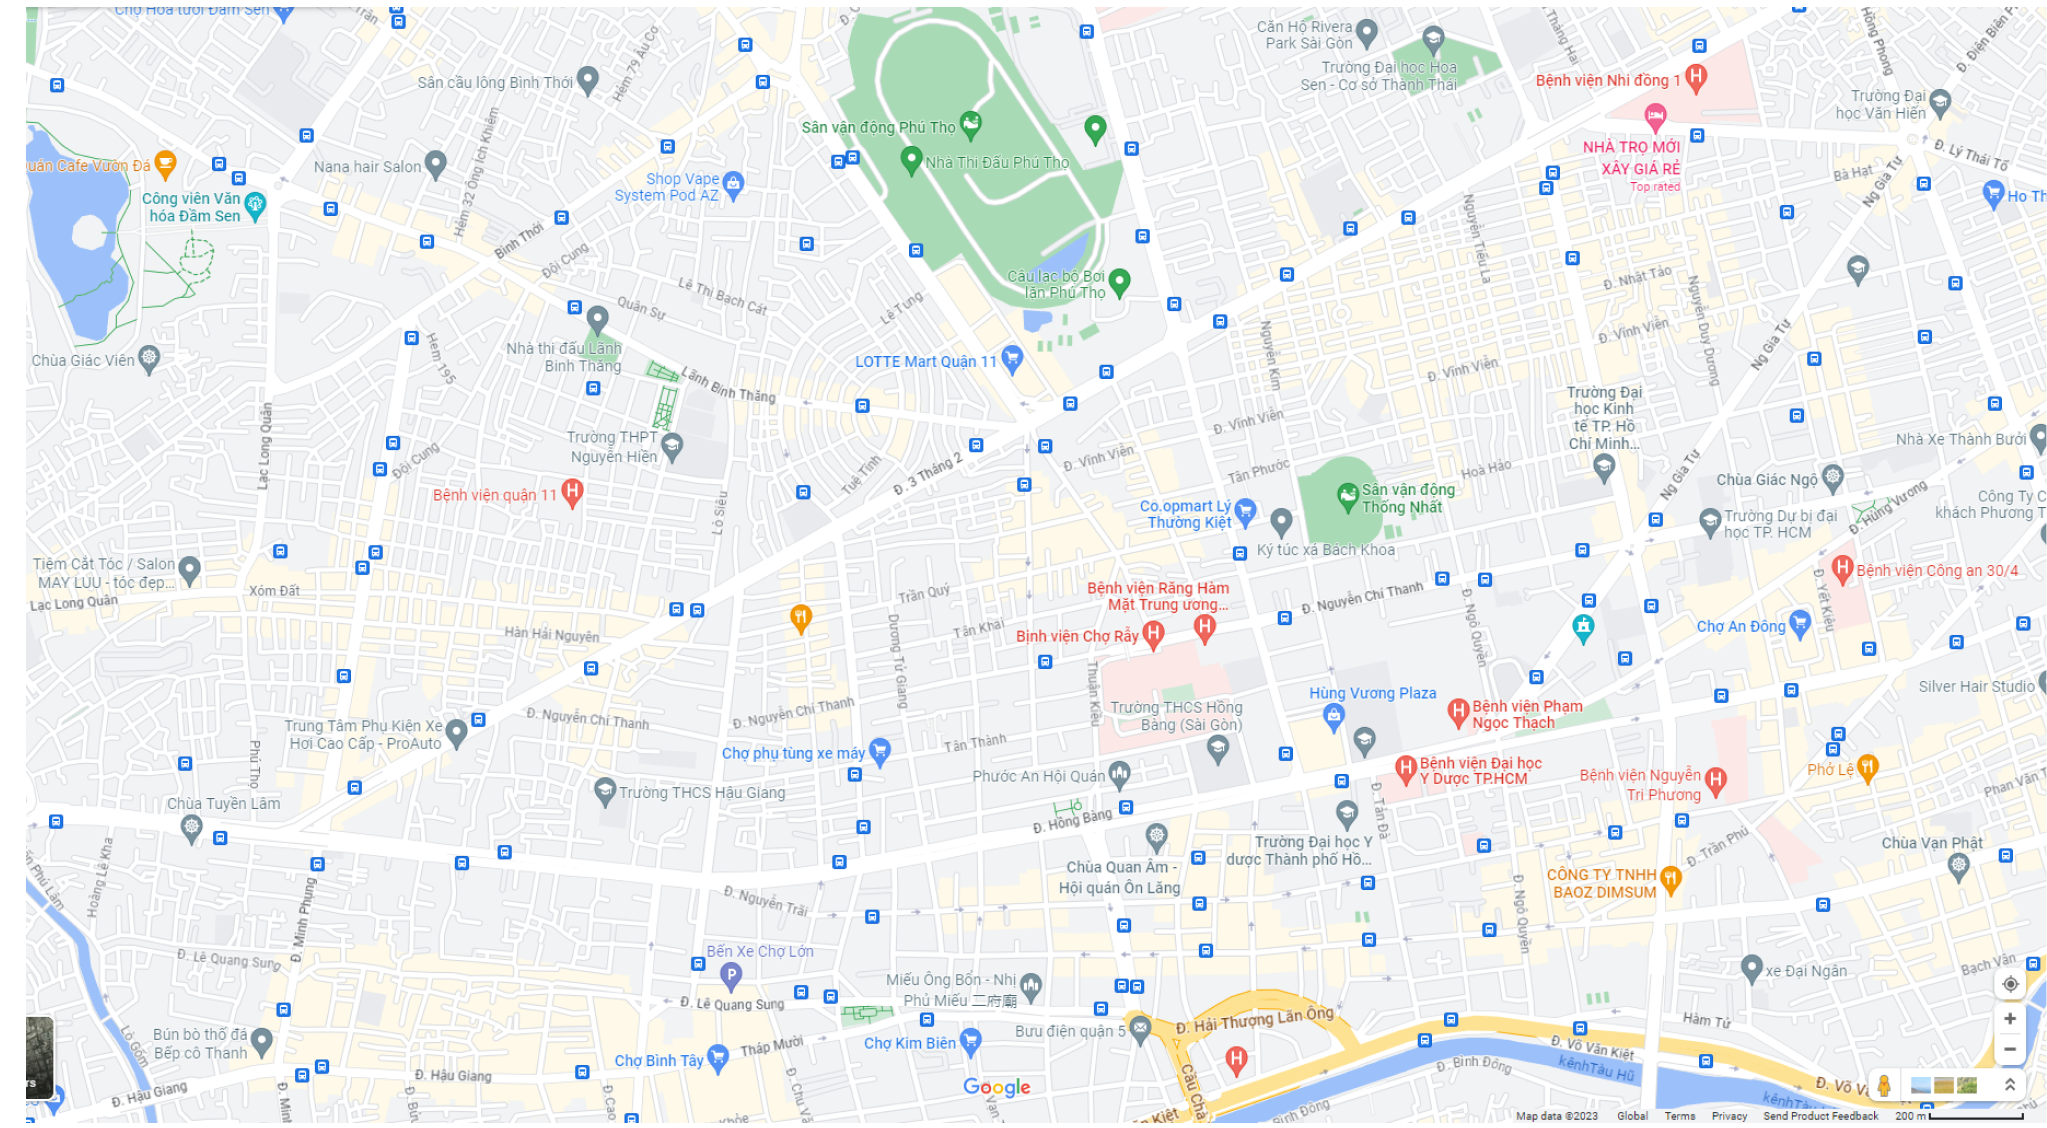 Chợ Hoa tươi Đầm Sen
Hẻm 79 Âu Cơ
Sân cầu lông Bình Thới
Căn Hộ Rivera
Park Sài Gòn
Trường Đại học Hoa
Sen - Cơ sở Thành Thái
Bệnh viện Nhi đồng 1
Trường Đại
học Văn Hiến
Sân vận động Phú Thọ
Nhà Thi Đấu Phú Thọ
NHÀ TRỌ MỚI
XÂY GIÁ RẺ
Top rated
Đ. Lý Thái Tổ
Bà Hạt
Ng Gia Tự
Quán Cafe Vườn Đá
Nana hair Salon
Hẻm 32 Ông Ích Khiêm
Shop Vape
System Pod AZ
Công viên Văn
hóa Đầm Sen
Bình Thới
Đội Cung
Nguyễn Tiểu La
Lê Thị Bạch Cát
Quân Sự
Lê Tung
Câu lạc bộ Bơi
lặn Phú Thọ
Đ. Nhật Tảo
Nguyễn Duy Dương
Đ. Vĩnh Viễn
Ng Gia Tự
Nguyễn Kim
Chùa Giác Viên
Hẻm 195
Nhà thi đấu Lãnh
Binh Thăng
LOTTE Mart Quận 11
Lãnh Binh Thăng
Đ. Vĩnh Viễn
Trường Đại
học Kinh
tế TP. Hồ
Chí Minh...
Lạc Long Quân
Đội Cung
Trường THPT
Nguyễn Hiền
Tuệ Tĩnh
Đ. 3 Tháng 2
Đ. Vĩnh Viễn
Đ. Vĩnh Viễn
Tân Phước
Hoà Hảo
Ng Gia Tự
Nhà Xe Thành Bưởi
Chùa Giác Ngộ
Đ. Hùng Vương
Bệnh viện quận 11
Lò Siêu
Co.opmart Lý
Thường Kiệt
Sân vận động
Thống Nhất
Ký túc xá Bách Khoa
Trường Dự bị đại
học TP. HCM
Công Ty C
khách Phương T
Tiệm Cắt Tóc / Salon
MAY LUU - tóc đẹp...
Lạc Long Quân
Xóm Đất
Hàn Hải Nguyên
Trần Quý
Tân Khai
Dương Tử Giang
Bệnh viện Răng Hàm
Mặt Trung ương...
Bịnh viện Chợ Rẫy
Đ. Nguyễn Chí Thanh
Đ. Ngô Quyền
Đ. Yết Kiêu
Bệnh viện Công an 30/4
Chợ An Đông
Thuận Kiều
Silver Hair Studio
Hùng Vương Plaza
Bệnh viện Phạm
Ngọc Thạch
Trung Tâm Phụ Kiện Xe
Hơi Cao Cấp - ProAuto
Đ. Nguyễn Chí Thanh
Đ. Nguyễn Chí Thanh
Trường THCS Hồng
Bàng (Sài Gòn)
Phú Thọ
Chợ phụ tùng xe máy
Tân Thành
Phước An Hội Quán
Bệnh viện Đại học
Y Dược TP.HCM
Bệnh viện Nguyễn
Tri Phương
Phở Lệ
Trường THCS Hậu Giang
Chùa Tuyền Lâm
Đ. Hồng Bàng
Đ. Tản Đà
Trường Đại học Y
dược Thành phố Hồ...
Đ. Trần Phú
Chùa Vạn Phật
Hoàng Lê Kha
Chùa Quan Âm -
Hội quán Ôn Lăng
CÔNG TY TNHH
BAOZ DIMSUM
Đ. Minh Phụng
Đ. Nguyễn Trãi
Đ. Ngô Quyền
Đ. Lê Quang Sung
Bến Xe Chợ Lớn
Đ. Lê Quang Sung
Miếu Ông Bổn - Nhị
Phủ Miếu 二府廟
xe Đại Ngân
Bạch Vân
Lò Gốm
Bún bò thố đá
Bếp cô Thanh
Bưu điện quận 5
Đ. Hải Thượng Lãn Ông
Hàm Tử
Tháp Mười
Chợ Kim Biên
Chợ Bình Tây
Đ. Võ Văn Kiệt
kênhTàu Hũ
Đ. Bình Đông
Đ. Hậu Giang
Đ. Hậu Giang
Google
Map data ©2023 Global Terms Privacy Send Product Feedback 200 m